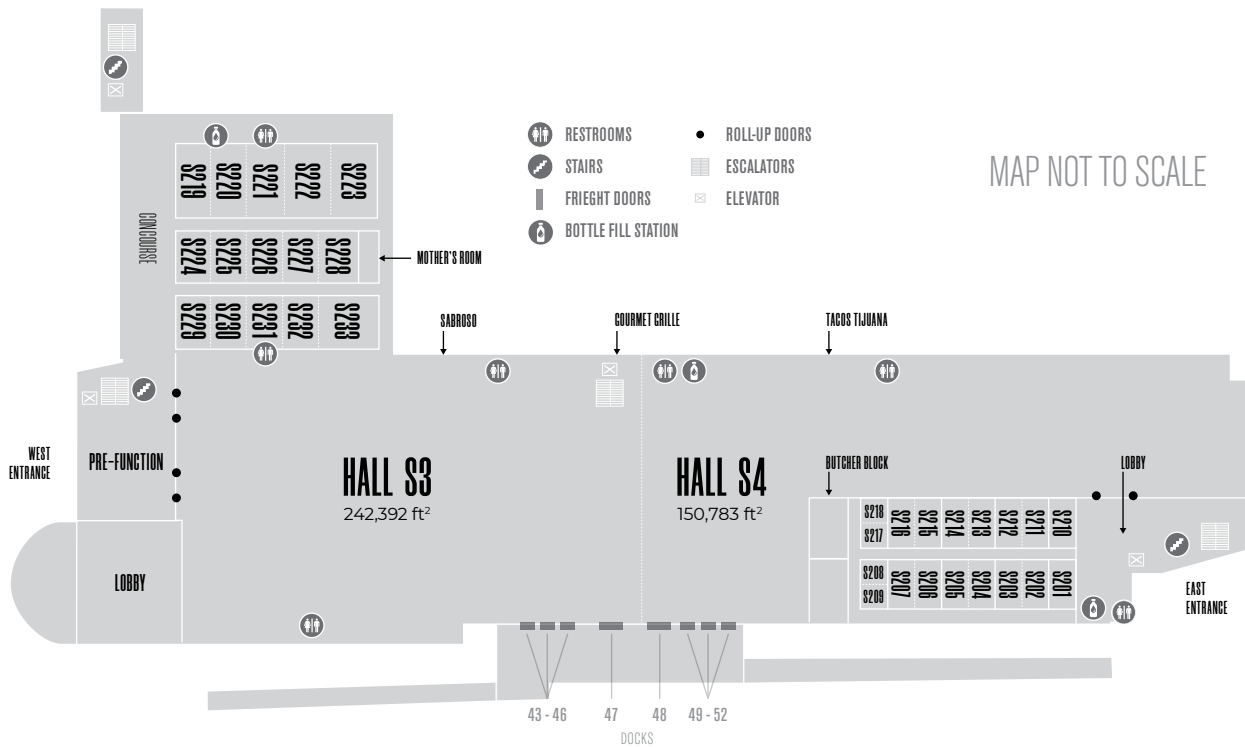 RESTROOMS
STAIRS
FRIEGHT DOORS
BOTTLE FILL STATION
ROLL-UP DOORS
ESCALATORS
ELEVATOR
MAP NOT TO SCALE
S219
S220
S221
S222
S223
CONCOURSE
S224
S225
S226
S227
S228
MOTHER'S ROOM
S229
S230
S231
S232
S233
SABROSO
GOURMET GRILLE
TACOS TIJUANA
WEST
ENTRANCE
PRE-FUNCTION
HALL S3
242,392 ft²
HALL S4
150,783 ft²
BUTCHER BLOCK
LOBBY
S218
S217
S216
S215
S214
S213
S212
S211
S210
S208
S209
S207
S206
S205
S204
S203
S202
S201
EAST
ENTRANCE
LOBBY
43 - 46
47
48
49 - 52
DOCKS